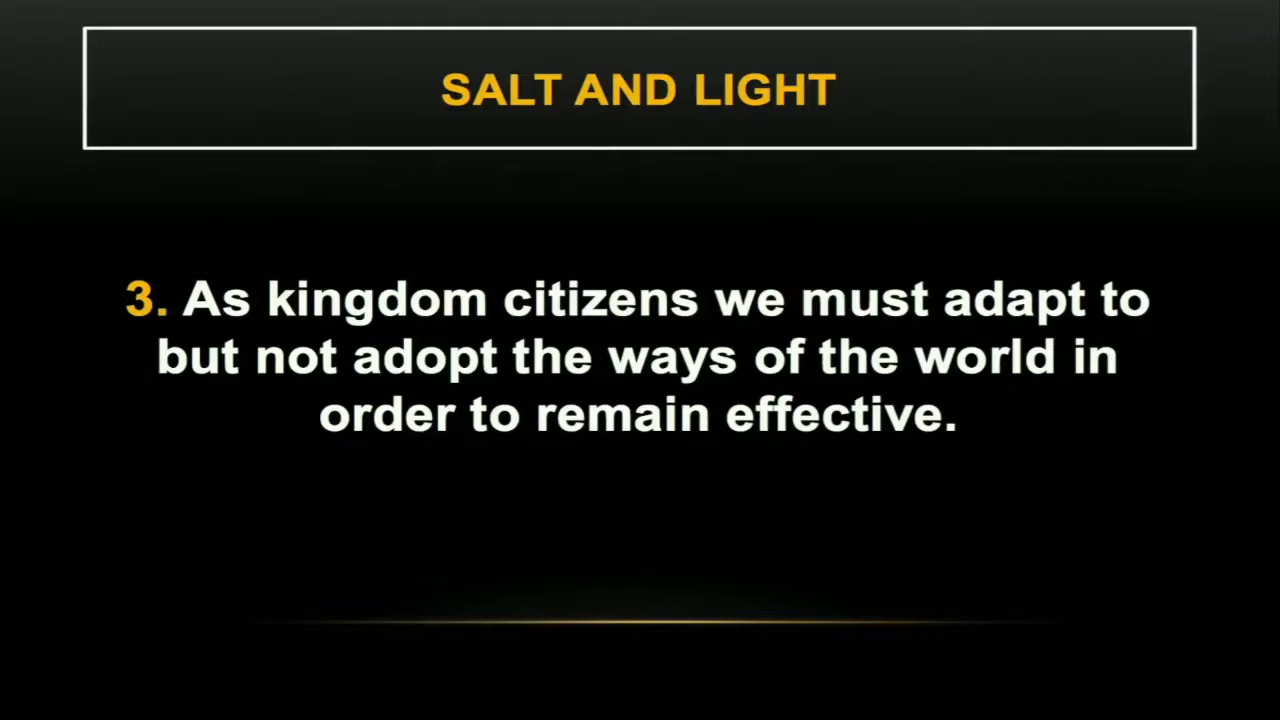 SALT AND LIGHT
3. As kingdom citizens we must adapt to
but not adopt the ways of the world in
order to remain effective.